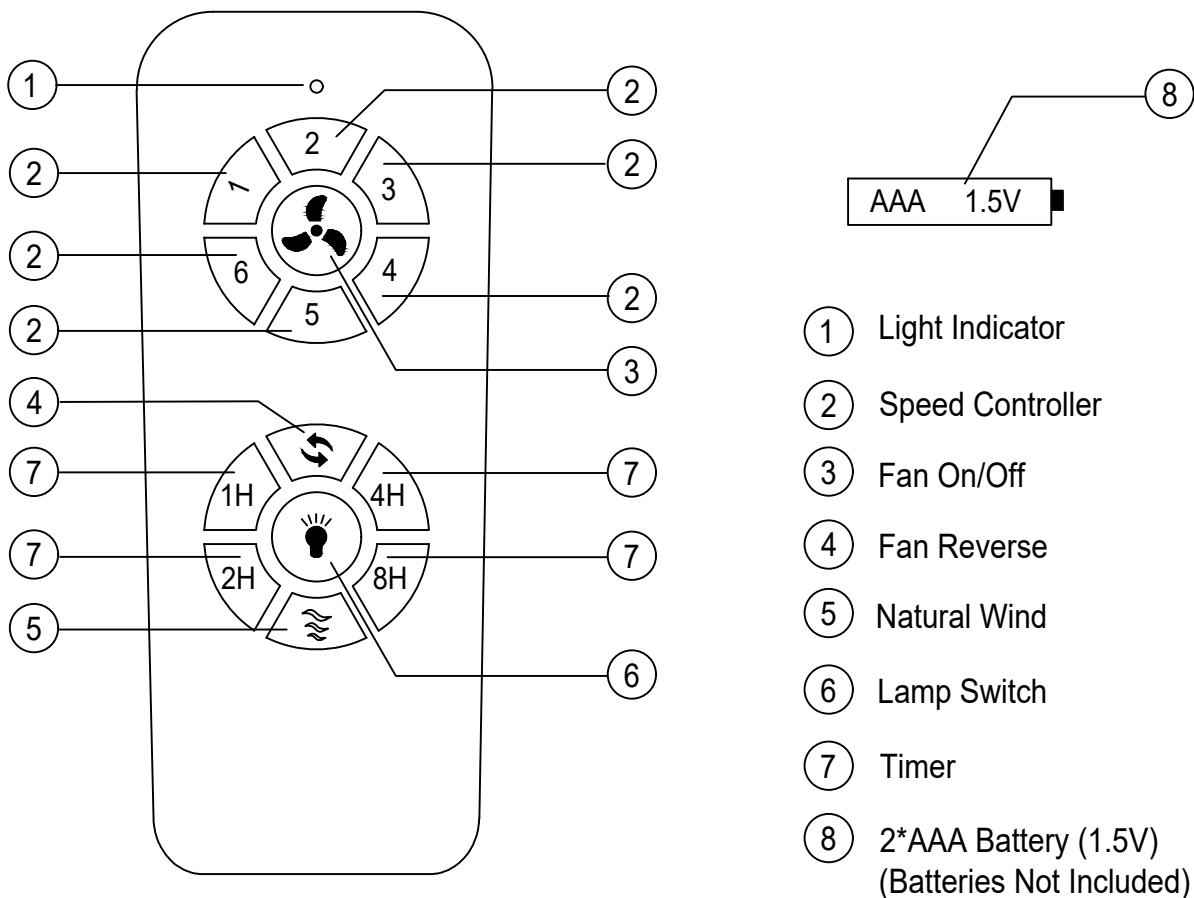 1
2
2
3
2
1
2
3
2
6
4
2
5
2
3
4
7
1H
4H
7
7
2H
8H
7
5
6
8
AAA 1.5V
1 Light Indicator
2 Speed Controller
3 Fan On/Off
4 Fan Reverse
5 Natural Wind
6 Lamp Switch
7 Timer
8 2*AAA Battery (1.5V)
(Batteries Not Included)